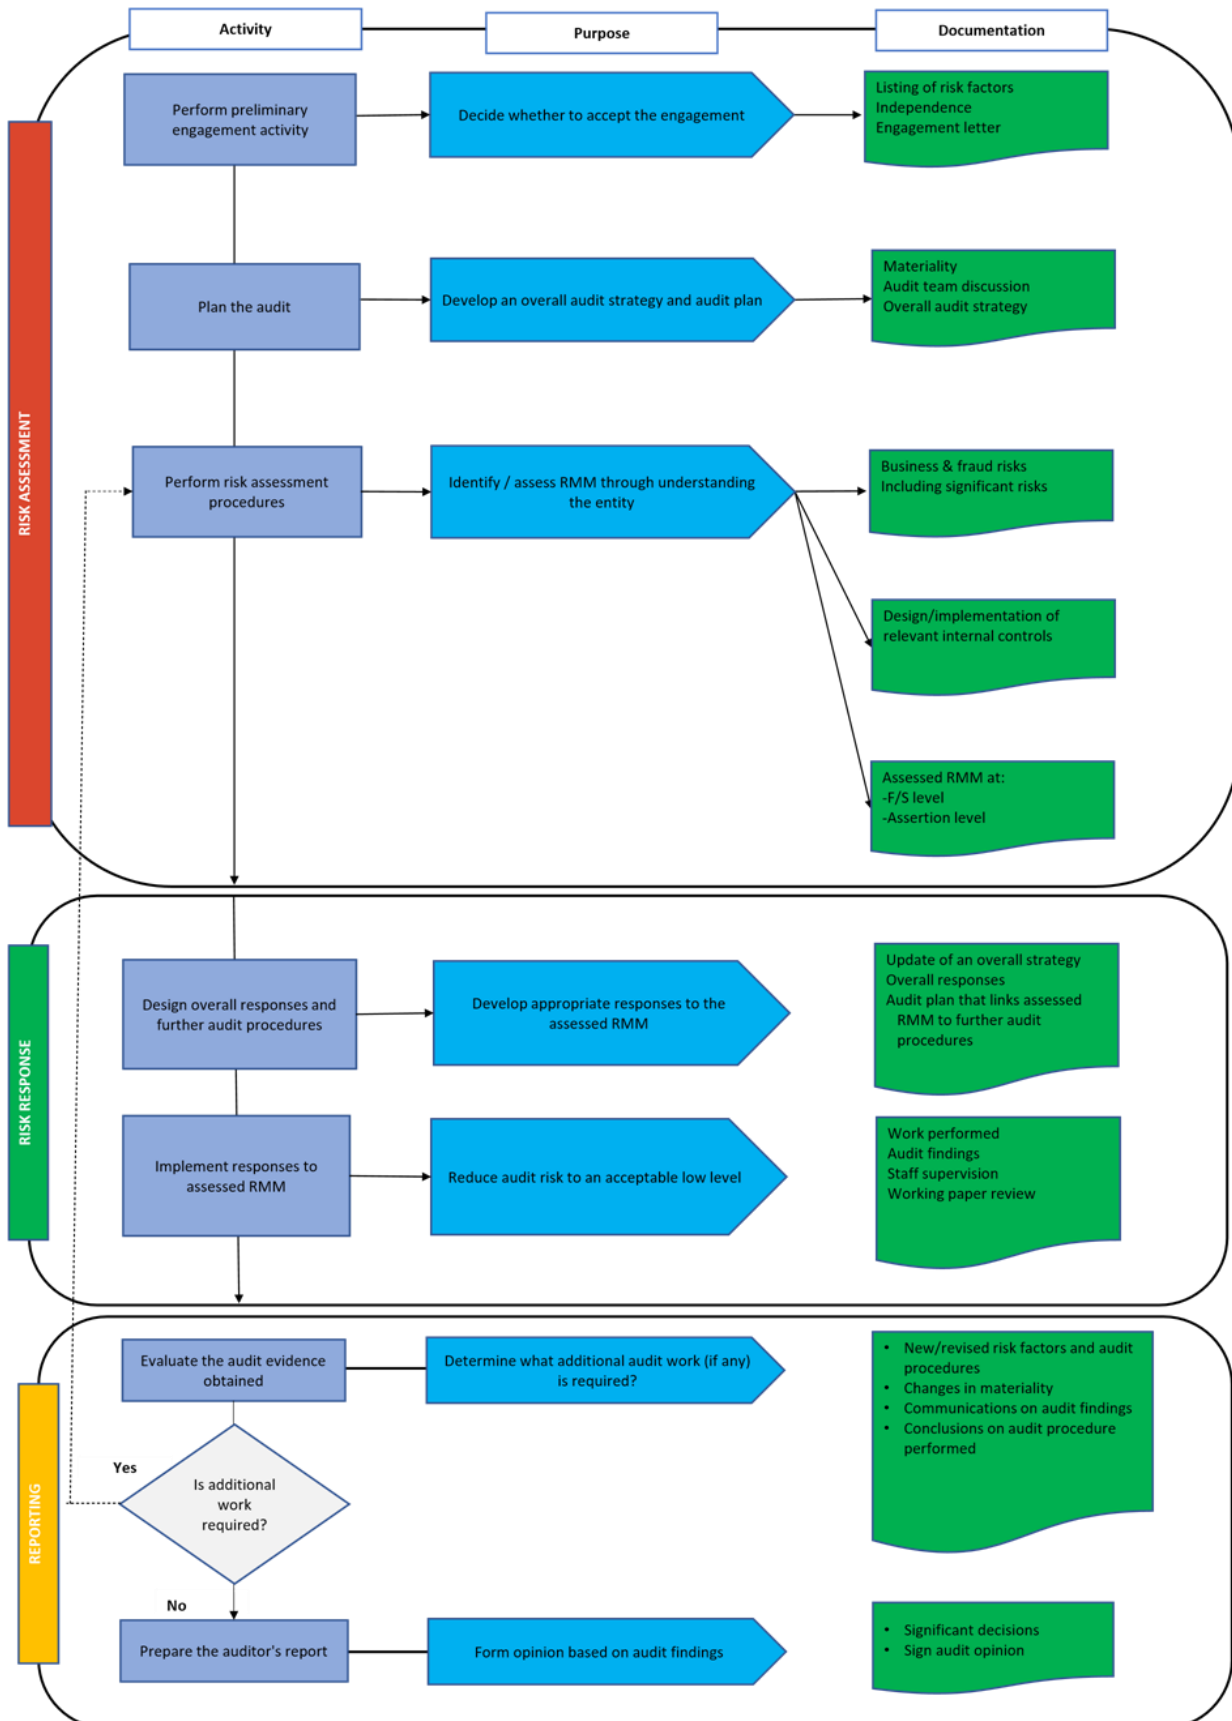 Activity
Purpose
Documentation
RISK ASSESSMENT
Perform preliminary
engagement activity
Decide whether to accept the engagement
Listing of risk factors
Independence
Engagement letter
Plan the audit
Develop an overall audit strategy and audit plan
Materiality
Audit team discussion
Overall audit strategy
Perform risk assessment
procedures
Identify / assess RMM through understanding
the entity
Business & fraud risks
Including significant risks
Design/implementation of
relevant internal controls
Assessed RMM at:
-F/S level
-Assertion level
RISK RESPONSE
Design overall responses and
further audit procedures
Develop appropriate responses to the
assessed RMM
Update of an overall strategy
Overall responses
Audit plan that links assessed
RMM to further audit
procedures
Implement responses to
assessed RMM
Reduce audit risk to an acceptable low level
Work performed
Audit findings
Staff supervision
Working paper review
REPORTING
Evaluate the audit evidence
obtained
Determine what additional audit work (if any)
is required?
• New/revised risk factors and audit
procedures
• Changes in materiality
• Communications on audit findings
• Conclusions on audit procedure
performed
Yes
Is additional
work
required?
No
Prepare the auditor's report
Form opinion based on audit findings
• Significant decisions
• Sign audit opinion